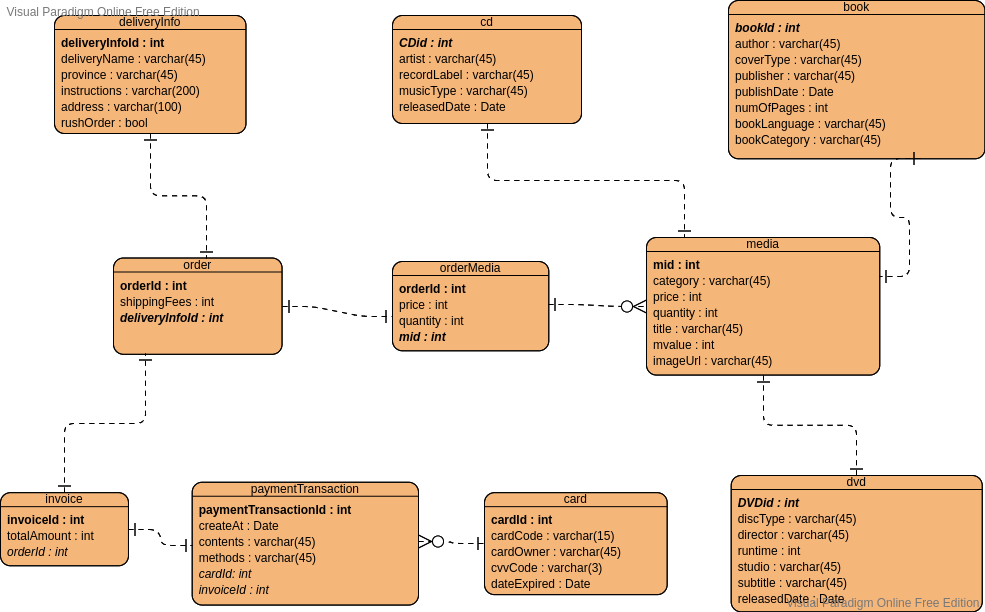 Visual Paradigm Online Free Edition
deliveryInfo
deliveryInfoId : int
deliveryName : varchar(45)
province : varchar(45)
instructions : varchar(200)
address : varchar(100)
rushOrder : bool
cd
CDid : int
artist : varchar(45)
recordLabel : varchar(45)
musicType : varchar(45)
releasedDate : Date
book
bookId : int
author : varchar(45)
coverType : varchar(45)
publisher : varchar(45)
publishDate : Date
numOfPages : int
bookLanguage : varchar(45)
bookCategory : varchar(45)
order
orderId : int
shippingFees : int
deliveryInfoId : int
orderMedia
orderId : int
price : int
quantity : int
mid : int
media
mid : int
category : varchar(45)
price : int
quantity : int
title : varchar(45)
mvalue : int
imageUrl : varchar(45)
invoice
invoiceId : int
totalAmount : int
orderId : int
paymentTransaction
paymentTransactionId : int
createAt : Date
contents : varchar(45)
methods : varchar(45)
cardId: int
invoiceId : int
card
cardId : int
cardCode : varchar(15)
cardOwner : varchar(45)
cvvCode : varchar(3)
dateExpired : Date
dvd
DVDid : int
discType : varchar(45)
director : varchar(45)
runtime : int
studio : varchar(45)
subtitle : varchar(45)
releasedDate : Date
Visual Paradigm Online Free Edition